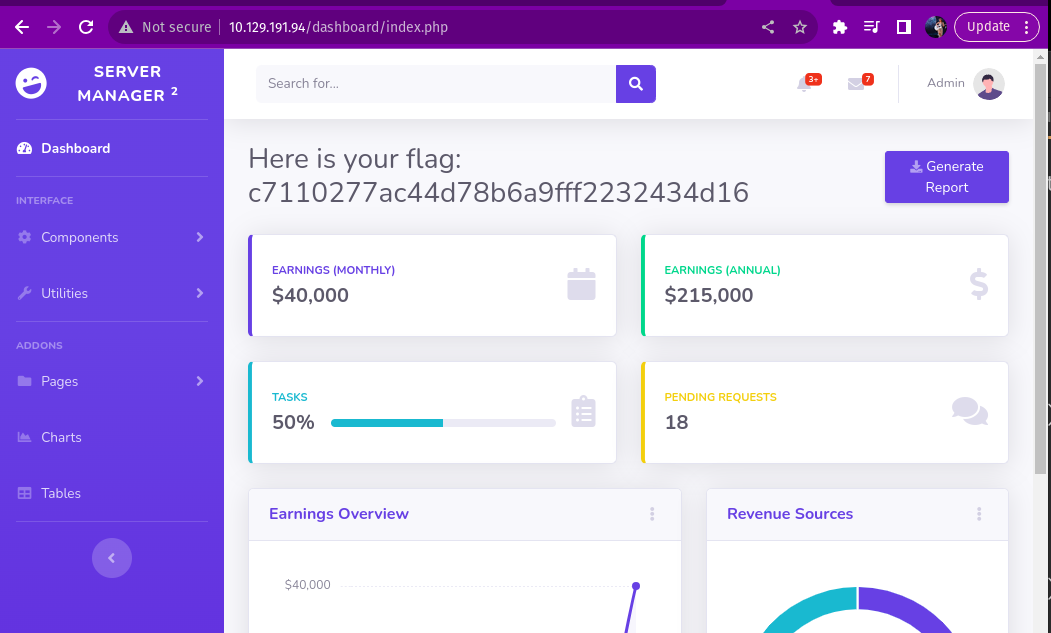 Not secure
10.129.191.94/dashboard/index.php
Update
SERVER
MANAGER 2
Search for...
3+
7
Admin
Dashboard
Here is your flag:
c7110277ac44d78b6a9fff2232434d16
Generate
Report
INTERFACE
Components
Utilities
ADDONS
Pages
Charts
Tables
EARNINGS (MONTHLY)
$40,000
EARNINGS (ANNUAL)
$215,000
TASKS
50%
PENDING REQUESTS
18
Earnings Overview
Revenue Sources
$40,000